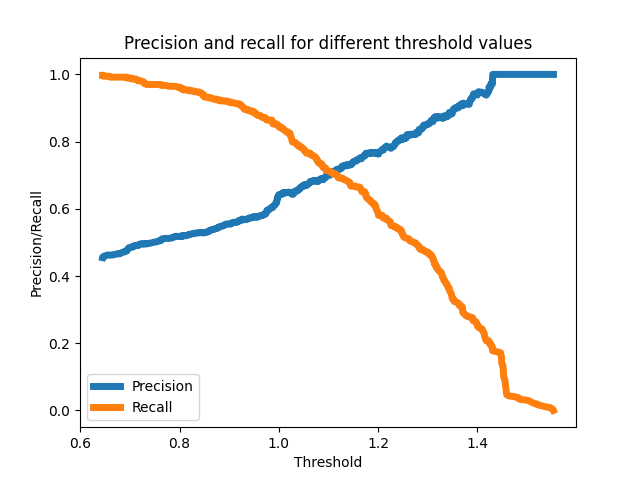 Precision and recall for different threshold values
Precision/Recall
1.0
0.8
0.6
0.4
0.2
0.0
Precision
Recall
0.6 0.8 1.0 1.2 1.4
Threshold